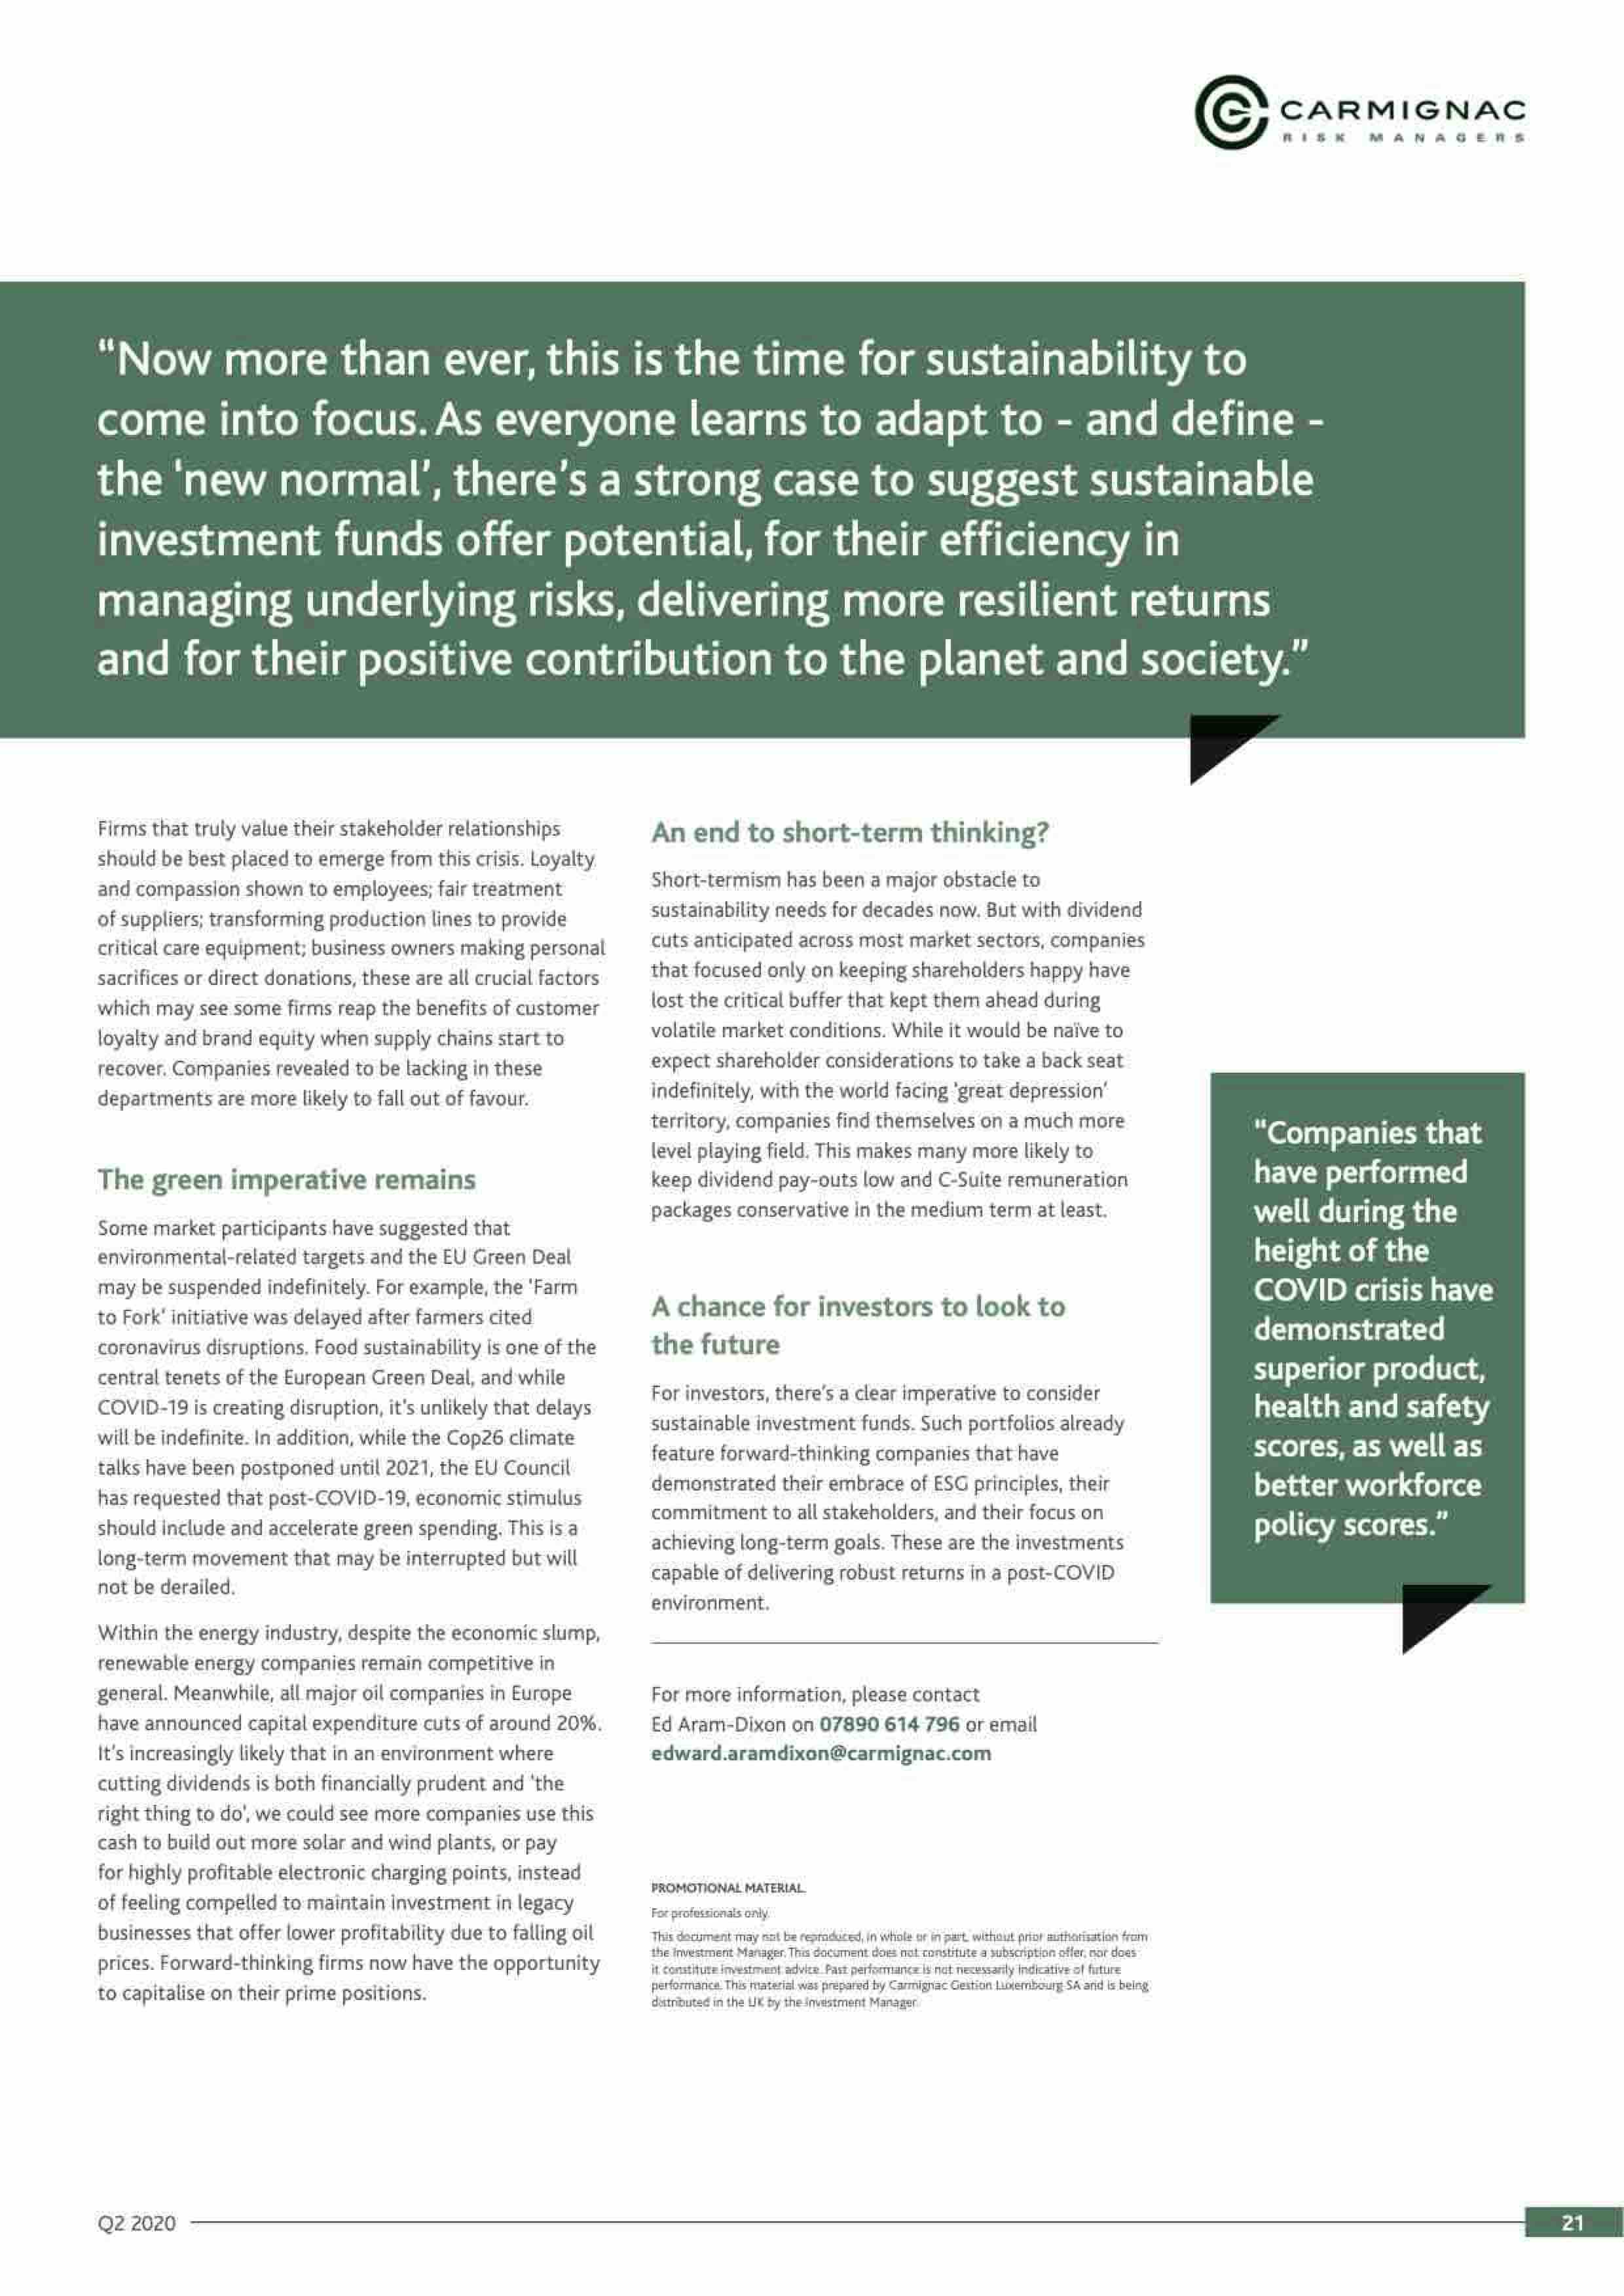 CARMIGNAC
RISK MANAGERS
“Now more than ever, this is the time for sustainability to
come into focus. As everyone learns to adapt to - and define -
the 'new normal’, there’s a strong case to suggest sustainable
investment funds offer potential, for their efficiency in
managing underlying risks, delivering more resilient returns
and for their positive contribution to the planet and society.”
Firms that truly value their stakeholder relationships
should be best placed to emerge from this crisis. Loyalty
and compassion shown to employees; fair treatment
of suppliers; transforming production lines to provide
critical care equipment; business owners making personal
sacrifices or direct donations, these are all crucial factors
which may see some firms reap the benefits of customer
loyalty and brand equity when supply chains start to
recover. Companies revealed to be lacking in these
departments are more likely to fall out of favour.
The green imperative remains
Some market participants have suggested that
environmental-related targets and the EU Green Deal
may be suspended indefinitely. For example, the 'Farm
to Fork’ initiative was delayed after farmers cited
coronavirus disruptions. Food sustainability is one of the
central tenets of the European Green Deal, and while
COVID-19 is creating disruption, it's unlikely that delays
will be indefinite. In addition, while the Cop26 climate
talks have been postponed until 2021, the EU Council
has requested that post-COVID-19, economic stimulus
should include and accelerate green spending. This is a
long-term movement that may be interrupted but will
not be derailed.
Within the energy industry, despite the economic slump,
renewable energy companies remain competitive in
general. Meanwhile, all major oil companies in Europe
have announced capital expenditure cuts of around 20%.
It's increasingly likely that in an environment where
cutting dividends is both financially prudent and 'the
right thing to do', we could see more companies use this
cash to build out more solar and wind plants, or pay
for highly profitable electronic charging points, instead
of feeling compelled to maintain investment in legacy
businesses that offer lower profitability due to falling oil
prices. Forward-thinking firms now have the opportunity
to capitalise on their prime positions.
An end to short-term thinking?
Short-termism has been a major obstacle to
sustainability needs for decades now. But with dividend
cuts anticipated across most market sectors, companies
that focused only on keeping shareholders happy have
lost the critical buffer that kept them ahead during
volatile market conditions. While it would be naïve to
expect shareholder considerations to take a back seat
indefinitely, with the world facing 'great depression’
territory, companies find themselves on a much more
level playing field. This makes many more likely to
keep dividend pay-outs low and C-Suite remuneration
packages conservative in the medium term at least.
A chance for investors to look to
the future
For investors, there’s a clear imperative to consider
sustainable investment funds. Such portfolios already
feature forward-thinking companies that have
demonstrated their embrace of ESG principles, their
commitment to all stakeholders, and their focus on
achieving long-term goals. These are the investments
capable of delivering robust returns in a post-COVID
environment.
For more information, please contact
Ed Aram-Dixon on 07890 614 796 or email
edward.aramdixon@carmignac.com
PROMOTIONAL MATERIAL.
For professionals only.
This document may not be reproduced, in whole or in part, without prior authorisation from
the Investment Manager. This document does not constitute a subscription offer, nor does
it constitute investment advice. Past performance is not necessarily indicative of future
performance. This material was prepared by Carmignac Gestion Luxembourg SA and is being
distributed in the UK by the Investment Manager.
"Companies that
have performed
well during the
height of the
COVID crisis have
demonstrated
superior product,
health and safety
scores, as well as
better workforce
policy scores.”
Q2 2020
21